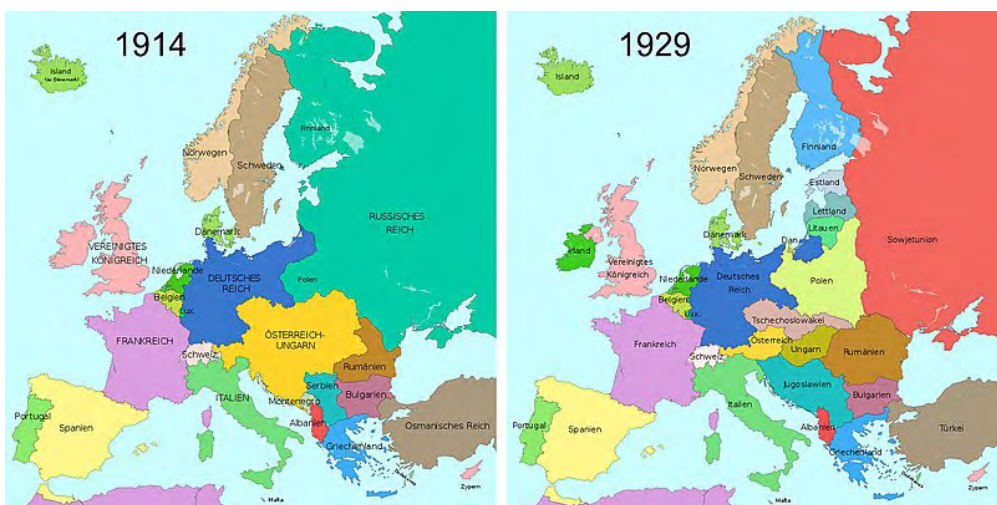 1914
Island
(zu Dänemark)
Finnland
Norwegen
Schweden
RUSSISCHES
REICH
Dänemark
VEREINIGTES
KÖNIGREICH
Niederlande
DEUTSCHES
REICH
Polen
Belgien
Lux.
FRANKREICH
ÖSTERREICH-
UNGARN
Schweiz
Rumänien
Serbien
ITALIEN
Montenegro
Bulgarien
Albanien
Portugal
Spanien
Osmanisches Reich
Griechenland
Zypern
Malta
1929
Island
Finnland
Norwegen
Schweden
Estland
Lettland
Litauen
Sowjetunion
Dänemark
Irland
Vereinigtes
Königreich
Niederlande
Deutsches
Reich
Polen
Belgien
Lux.
Tschechoslowakei
Frankreich
Österreich
Ungarn
Schweiz
Rumänien
Jugoslawien
Italien
Bulgarien
Albanien
Portugal
Spanien
Türkei
Griechenland
Zypern
Malta